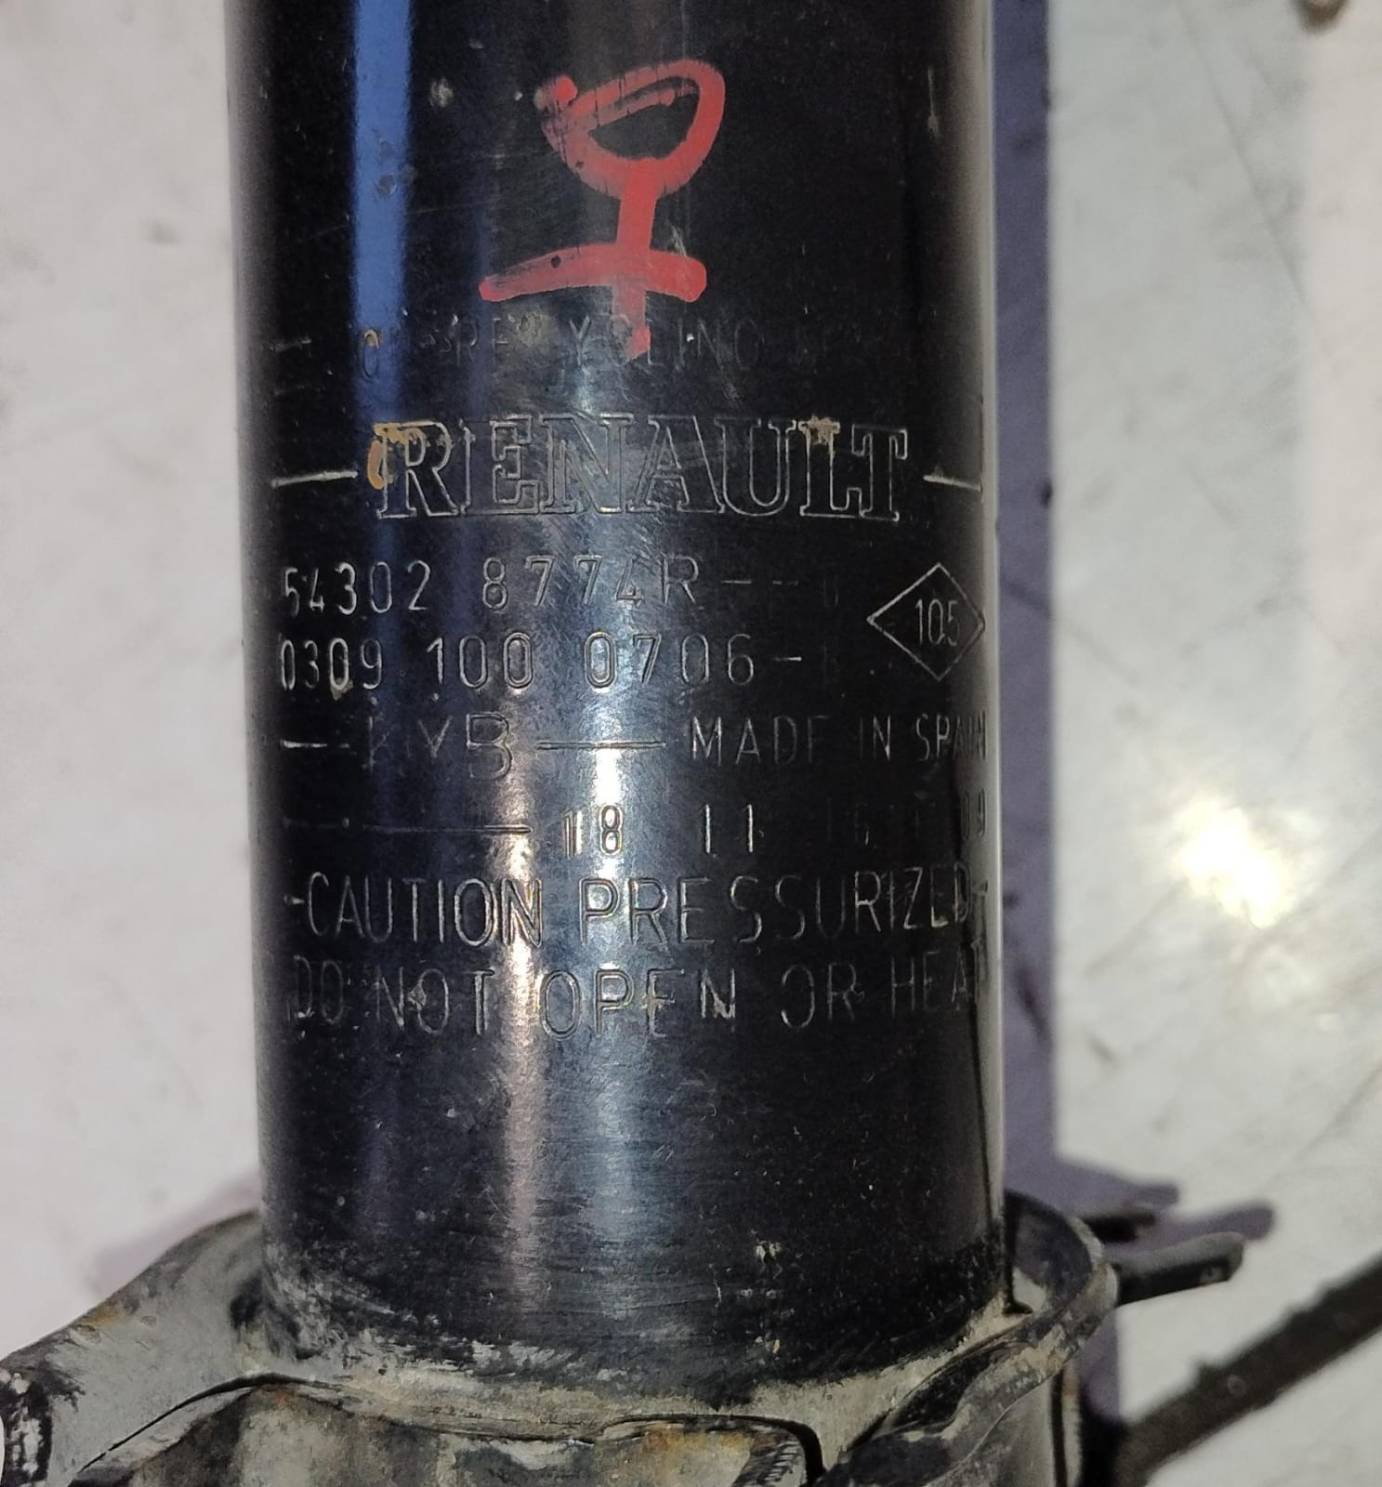 RENAULT
54302 8774R--
105
0309 100 0706-
KYB MADE IN SPAIN
18 11
-CAUTION PRESSURIZED-
DO NOT OPEN OR HEAT